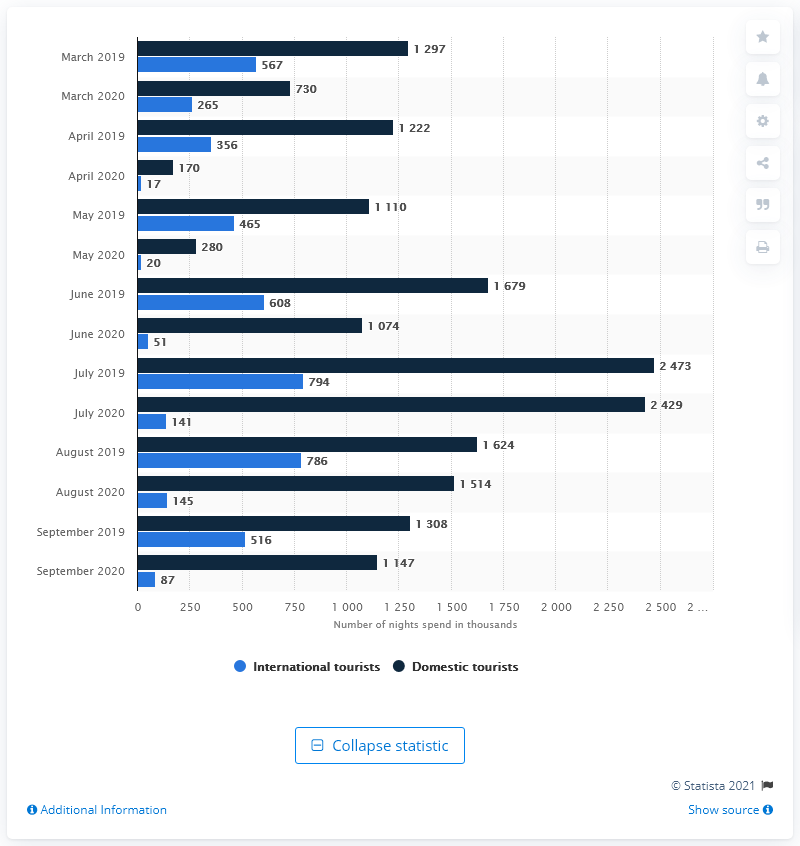 March 2019
1 297
567
March 2020
730
265
April 2019
1 222
356
April 2020
170
17
May 2019
1 110
465
May 2020
280
20
June 2019
1 679
608
June 2020
1 074
51
July 2019
2 473
794
July 2020
2 429
141
August 2019
1 624
786
August 2020
1 514
145
September 2019
1 308
516
September 2020
1 147
87
0 250 500 750 1 000 1 250 1 500 1 750 2 000 2 250 2 500 2 ...
Number of nights spend in thousands
International tourists Domestic tourists
Collapse statistic
© Statista 2021
Additional Information Show source